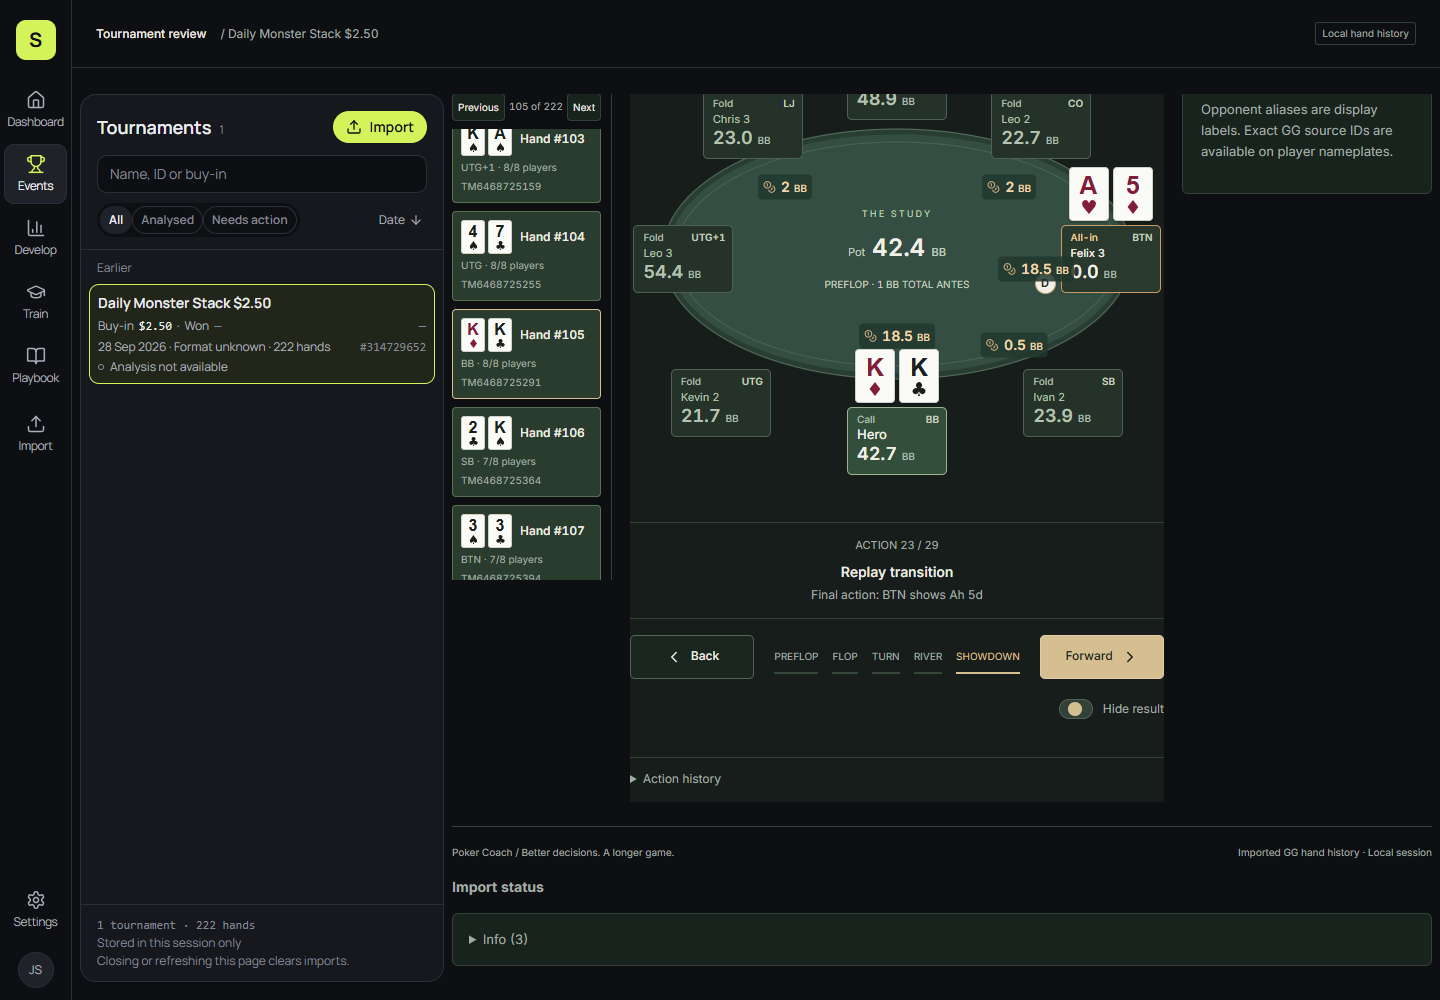 S
Dashboard
Events
Develop
Train
Playbook
Import
Settings
JS
Tournament review / Daily Monster Stack $2.50
Local hand history
Tournaments 1
Import
Name, ID or buy-in
All Analysed Needs action Date
Earlier
Daily Monster Stack $2.50
Buy-in $2.50 · Won — —
28 Sep 2026 · Format unknown · 222 hands #314729652
Analysis not available
1 tournament · 222 hands
Stored in this session only
Closing or refreshing this page clears imports.
Previous 105 of 222 Next
K A Hand #103
UTG+1 · 8/8 players
TM6468725159
4 7 Hand #104
UTG · 8/8 players
TM6468725255
K K Hand #105
BB · 8/8 players
TM6468725291
2 K Hand #106
SB · 7/8 players
TM6468725364
3 3 Hand #107
BTN · 7/8 players
TM6468725394
Fold LJ
Chris 3
23.0 BB
48.9 BB
Fold CO
Leo 2
22.7 BB
2 BB
2 BB
A 5
THE STUDY
Pot 42.4 BB
PREFLOP · 1 BB TOTAL ANTES
Fold UTG+1
Leo 3
54.4 BB
All-in BTN
Felix 3
0.0 BB
18.5 BB
D
18.5 BB
0.5 BB
K K
Fold UTG
Kevin 2
21.7 BB
Call BB
Hero
42.7 BB
Fold SB
Ivan 2
23.9 BB
ACTION 23 / 29
Replay transition
Final action: BTN shows Ah 5d
Back PREFLOP FLOP TURN RIVER SHOWDOWN Forward
Hide result
Action history
Opponent aliases are display
labels. Exact GG source IDs are
available on player nameplates.
Poker Coach / Better decisions. A longer game.
Imported GG hand history · Local session
Import status
Info (3)